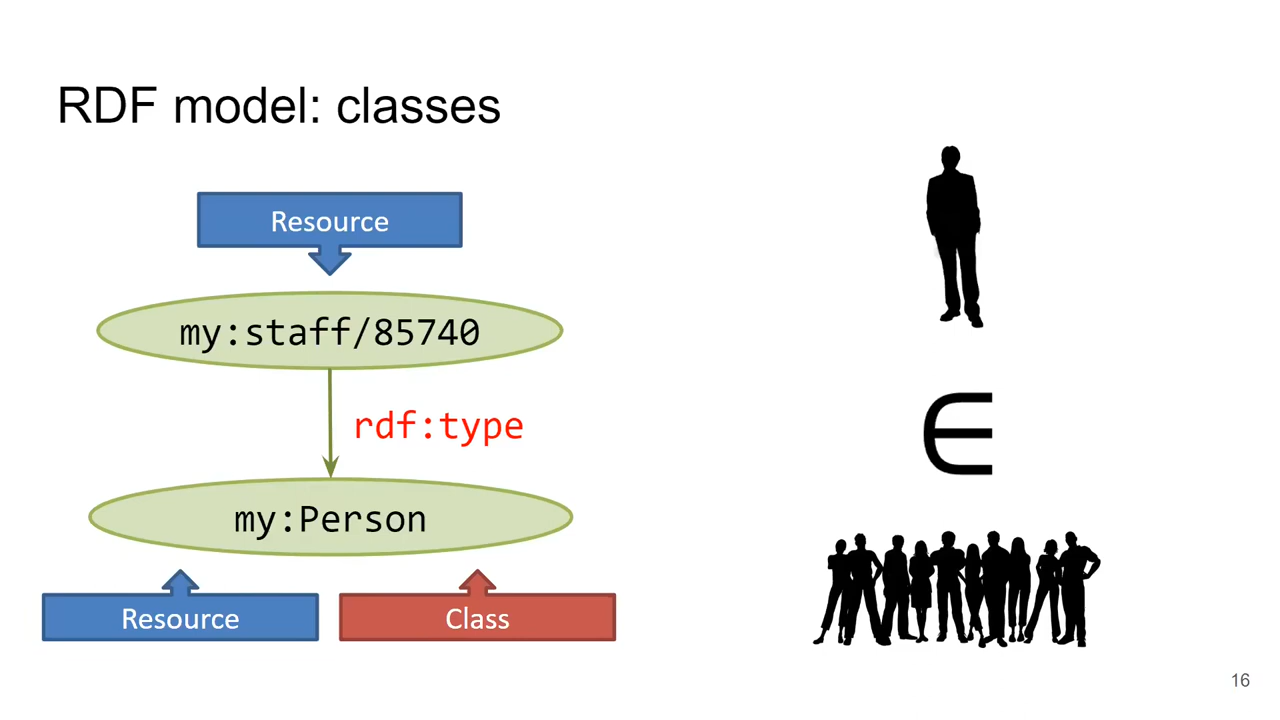 RDF model: classes
Resource
my:staff/85740
rdf:type
∈
my:Person
Resource
Class
16